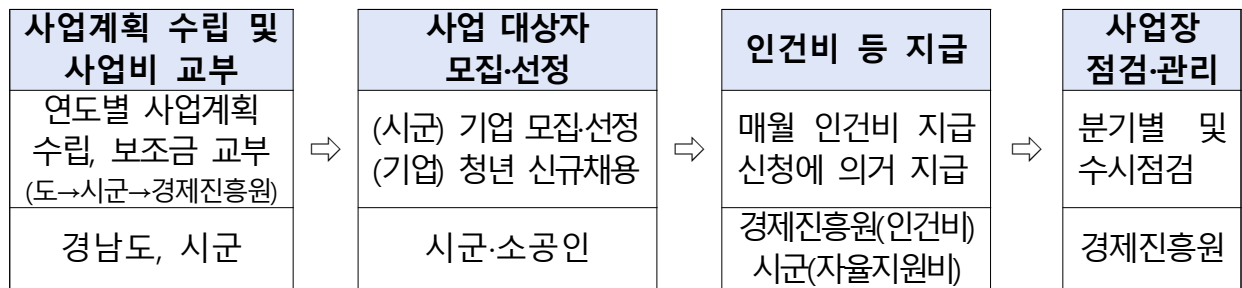 사업계획 수립 및
사업비 교부
연도별 사업계획
수립, 보조금 교부
(도→시군→경제진흥원)
경남도, 시군
⇨
사업 대상자
모집·선정
(시군) 기업 모집·선정
(기업) 청년 신규채용
시군·소공인
⇨
인건비 등 지급
매월 인건비 지급
신청에 의거 지급
경제진흥원(인건비)
시군(자율지원비)
⇨
사업장
점검·관리
분기별 및
수시점검
경제진흥원